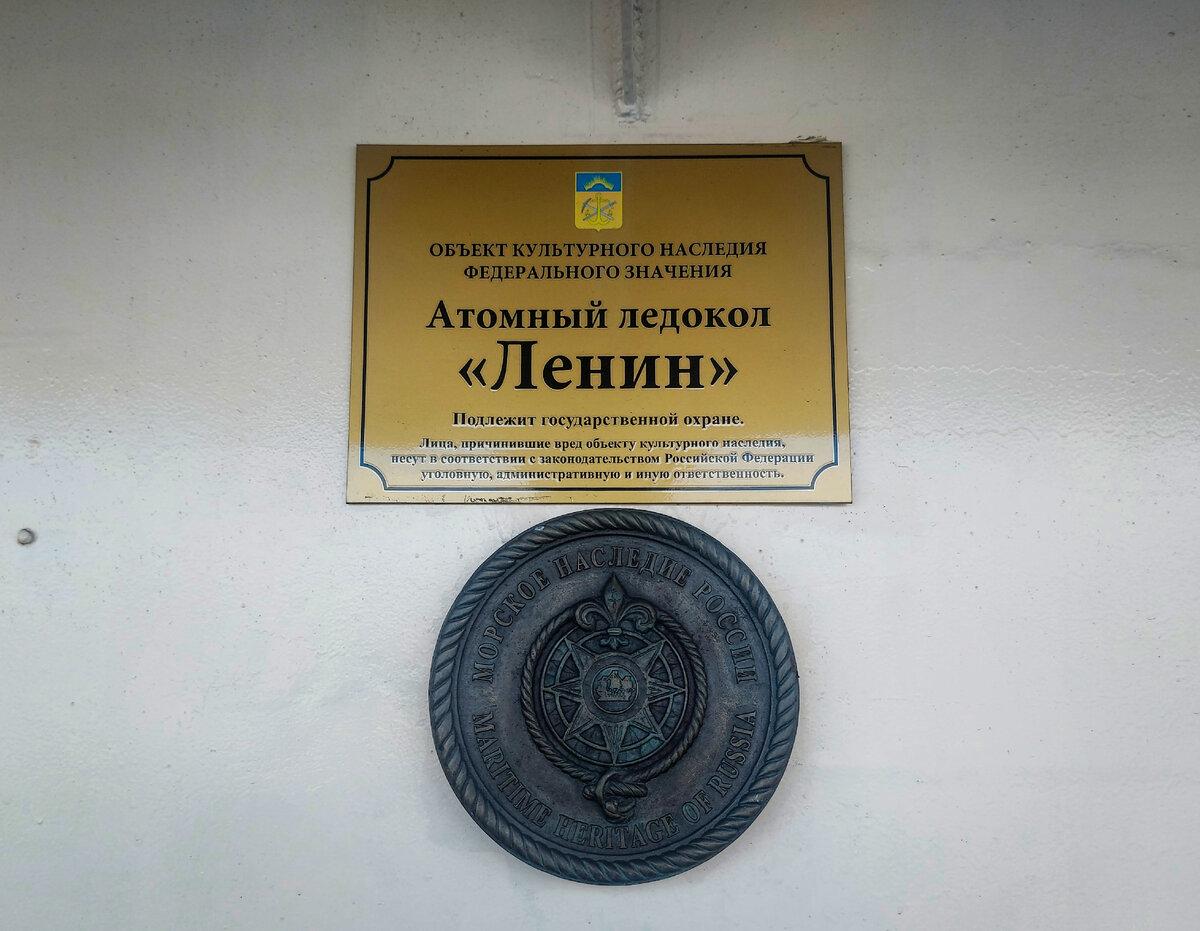 ОБЪЕКТ КУЛЬТУРНОГО НАСЛЕДИЯ
ФЕДЕРАЛЬНОГО ЗНАЧЕНИЯ
Атомный ледокол
«Ленин»
Подлежит государственной охране.
Лица, причинившие вред объекту культурного наследия,
несут в соответствии с законодательством Российской Федерации
уголовную, административную и иную ответственность.
МОРСКОЕ НАСЛЕДИЕ РОССИИ
MARITIME HERITAGE OF RUSSIA